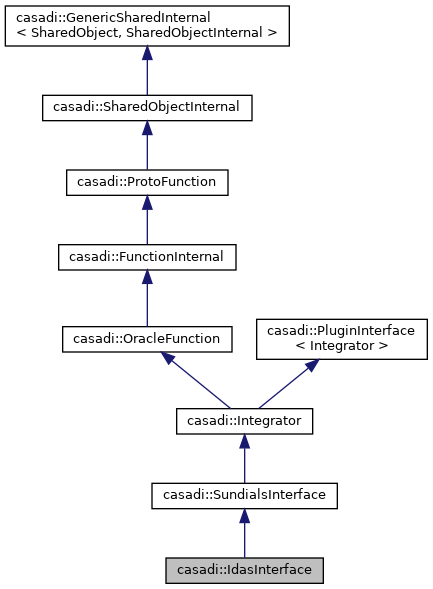 casadi::GenericSharedInternal
< SharedObject, SharedObjectInternal >
casadi::SharedObjectInternal
casadi::ProtoFunction
casadi::FunctionInternal
casadi::OracleFunction
casadi::PluginInterface
< Integrator >
casadi::Integrator
casadi::SundialsInterface
casadi::IdasInterface